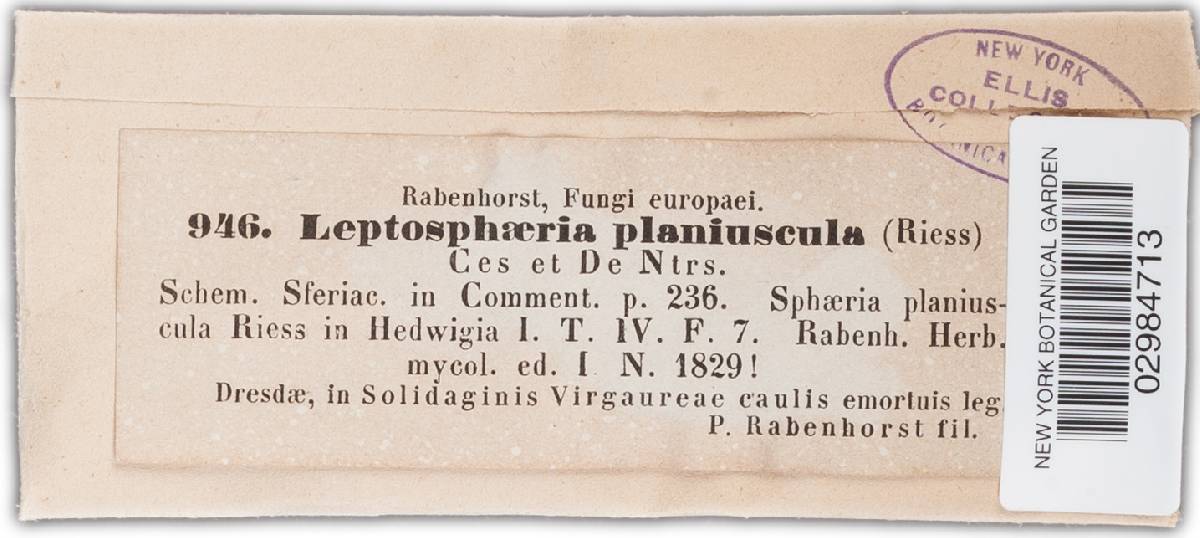 NEW YORK
ELLIS
Rabenhorst, Fungi europaei.
946. Leptosphæria planiuscula (Riess)
Ces et De Ntrs.
Schem. Sferiac. in Comment. p. 236. Sphæria planius-
cula Riess in Hedwigia I. T. IV. F. 7. Rabenh. Herb.
mycol. ed. I N. 1829!
Dresdæ, in Solidaginis Virgaureae caulis emortuis leg.
P. Rabenhorst fil.
NEW YORK BOTANICAL GARDEN
02984713